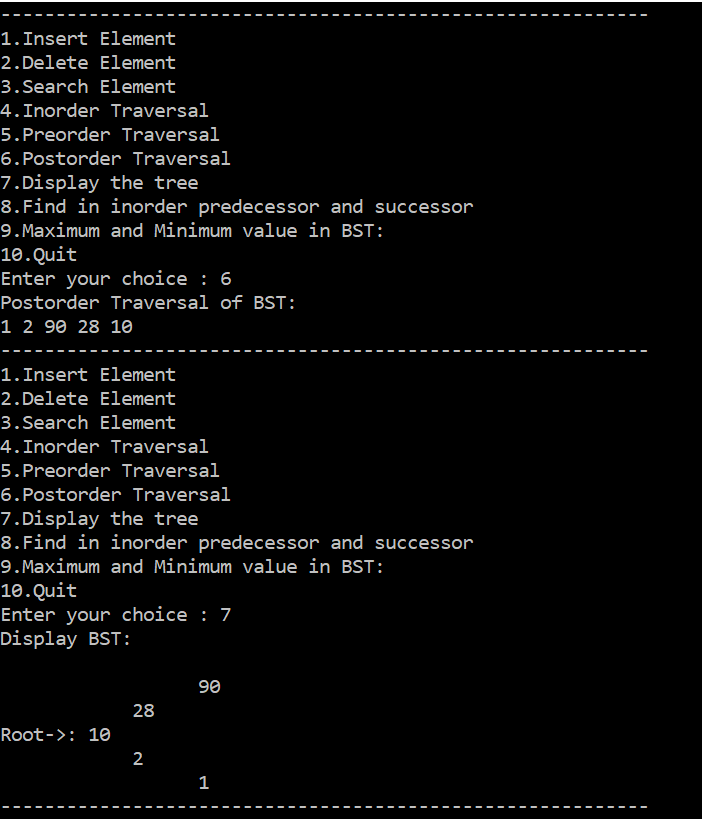 -----------------------------------------------------------
1.Insert Element
2.Delete Element
3.Search Element
4.Inorder Traversal
5.Preorder Traversal
6.Postorder Traversal
7.Display the tree
8.Find in inorder predecessor and successor
9.Maximum and Minimum value in BST:
10.Quit
Enter your choice : 6
Postorder Traversal of BST:
1 2 90 28 10
-----------------------------------------------------------
1.Insert Element
2.Delete Element
3.Search Element
4.Inorder Traversal
5.Preorder Traversal
6.Postorder Traversal
7.Display the tree
8.Find in inorder predecessor and successor
9.Maximum and Minimum value in BST:
10.Quit
Enter your choice : 7
Display BST:

                  90
            28
Root->: 10
            2
                  1
-----------------------------------------------------------